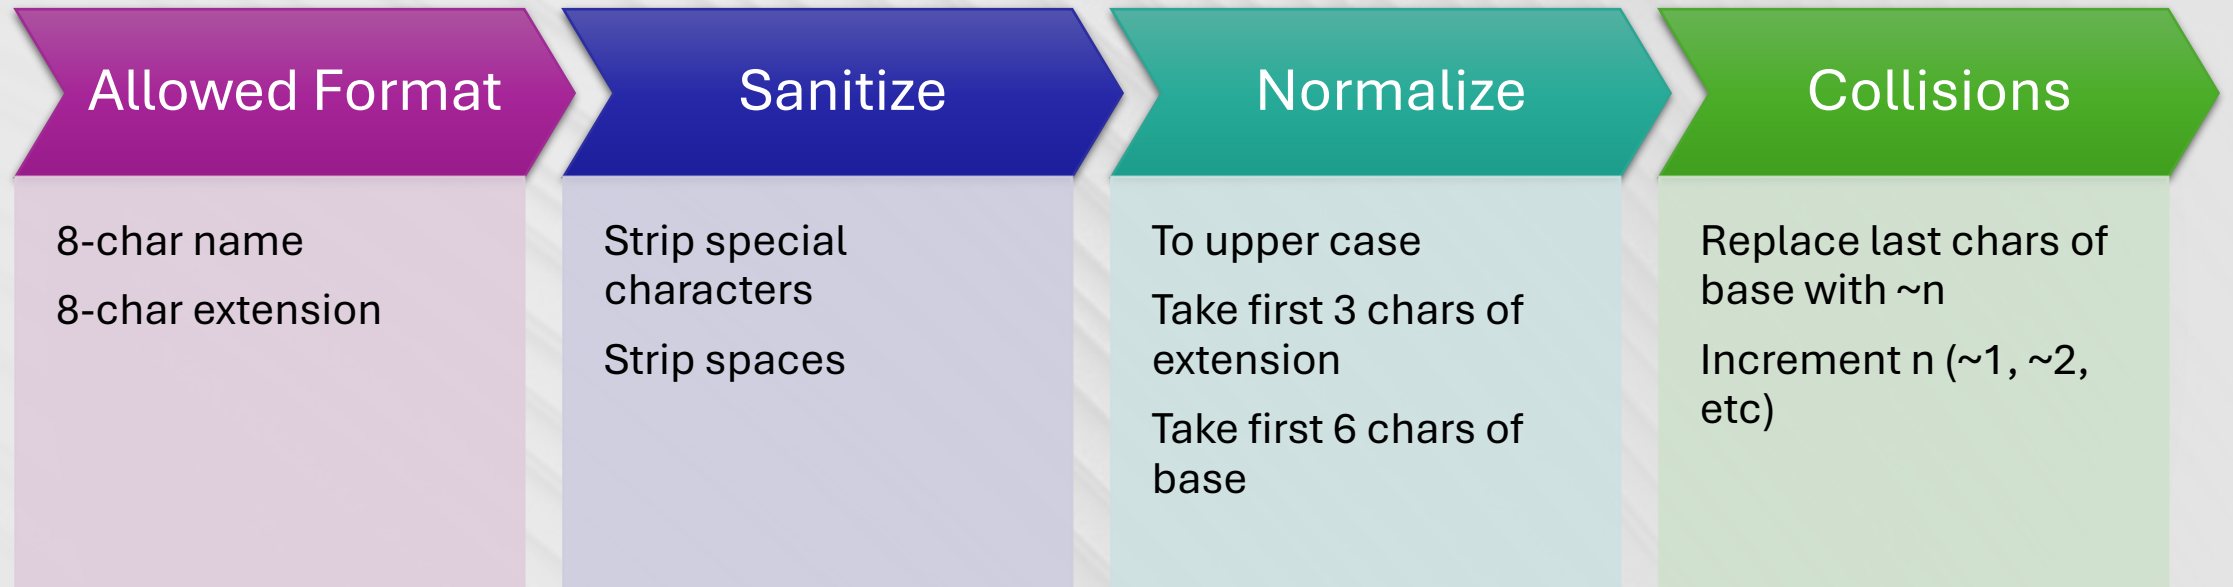 Allowed Format
8-char name
8-char extension
Sanitize
Strip special
characters
Strip spaces
Normalize
To upper case
Take first 3 chars of
extension
Take first 6 chars of
base
Collisions
Replace last chars of
base with ~n
Increment n (~1, ~2,
etc)